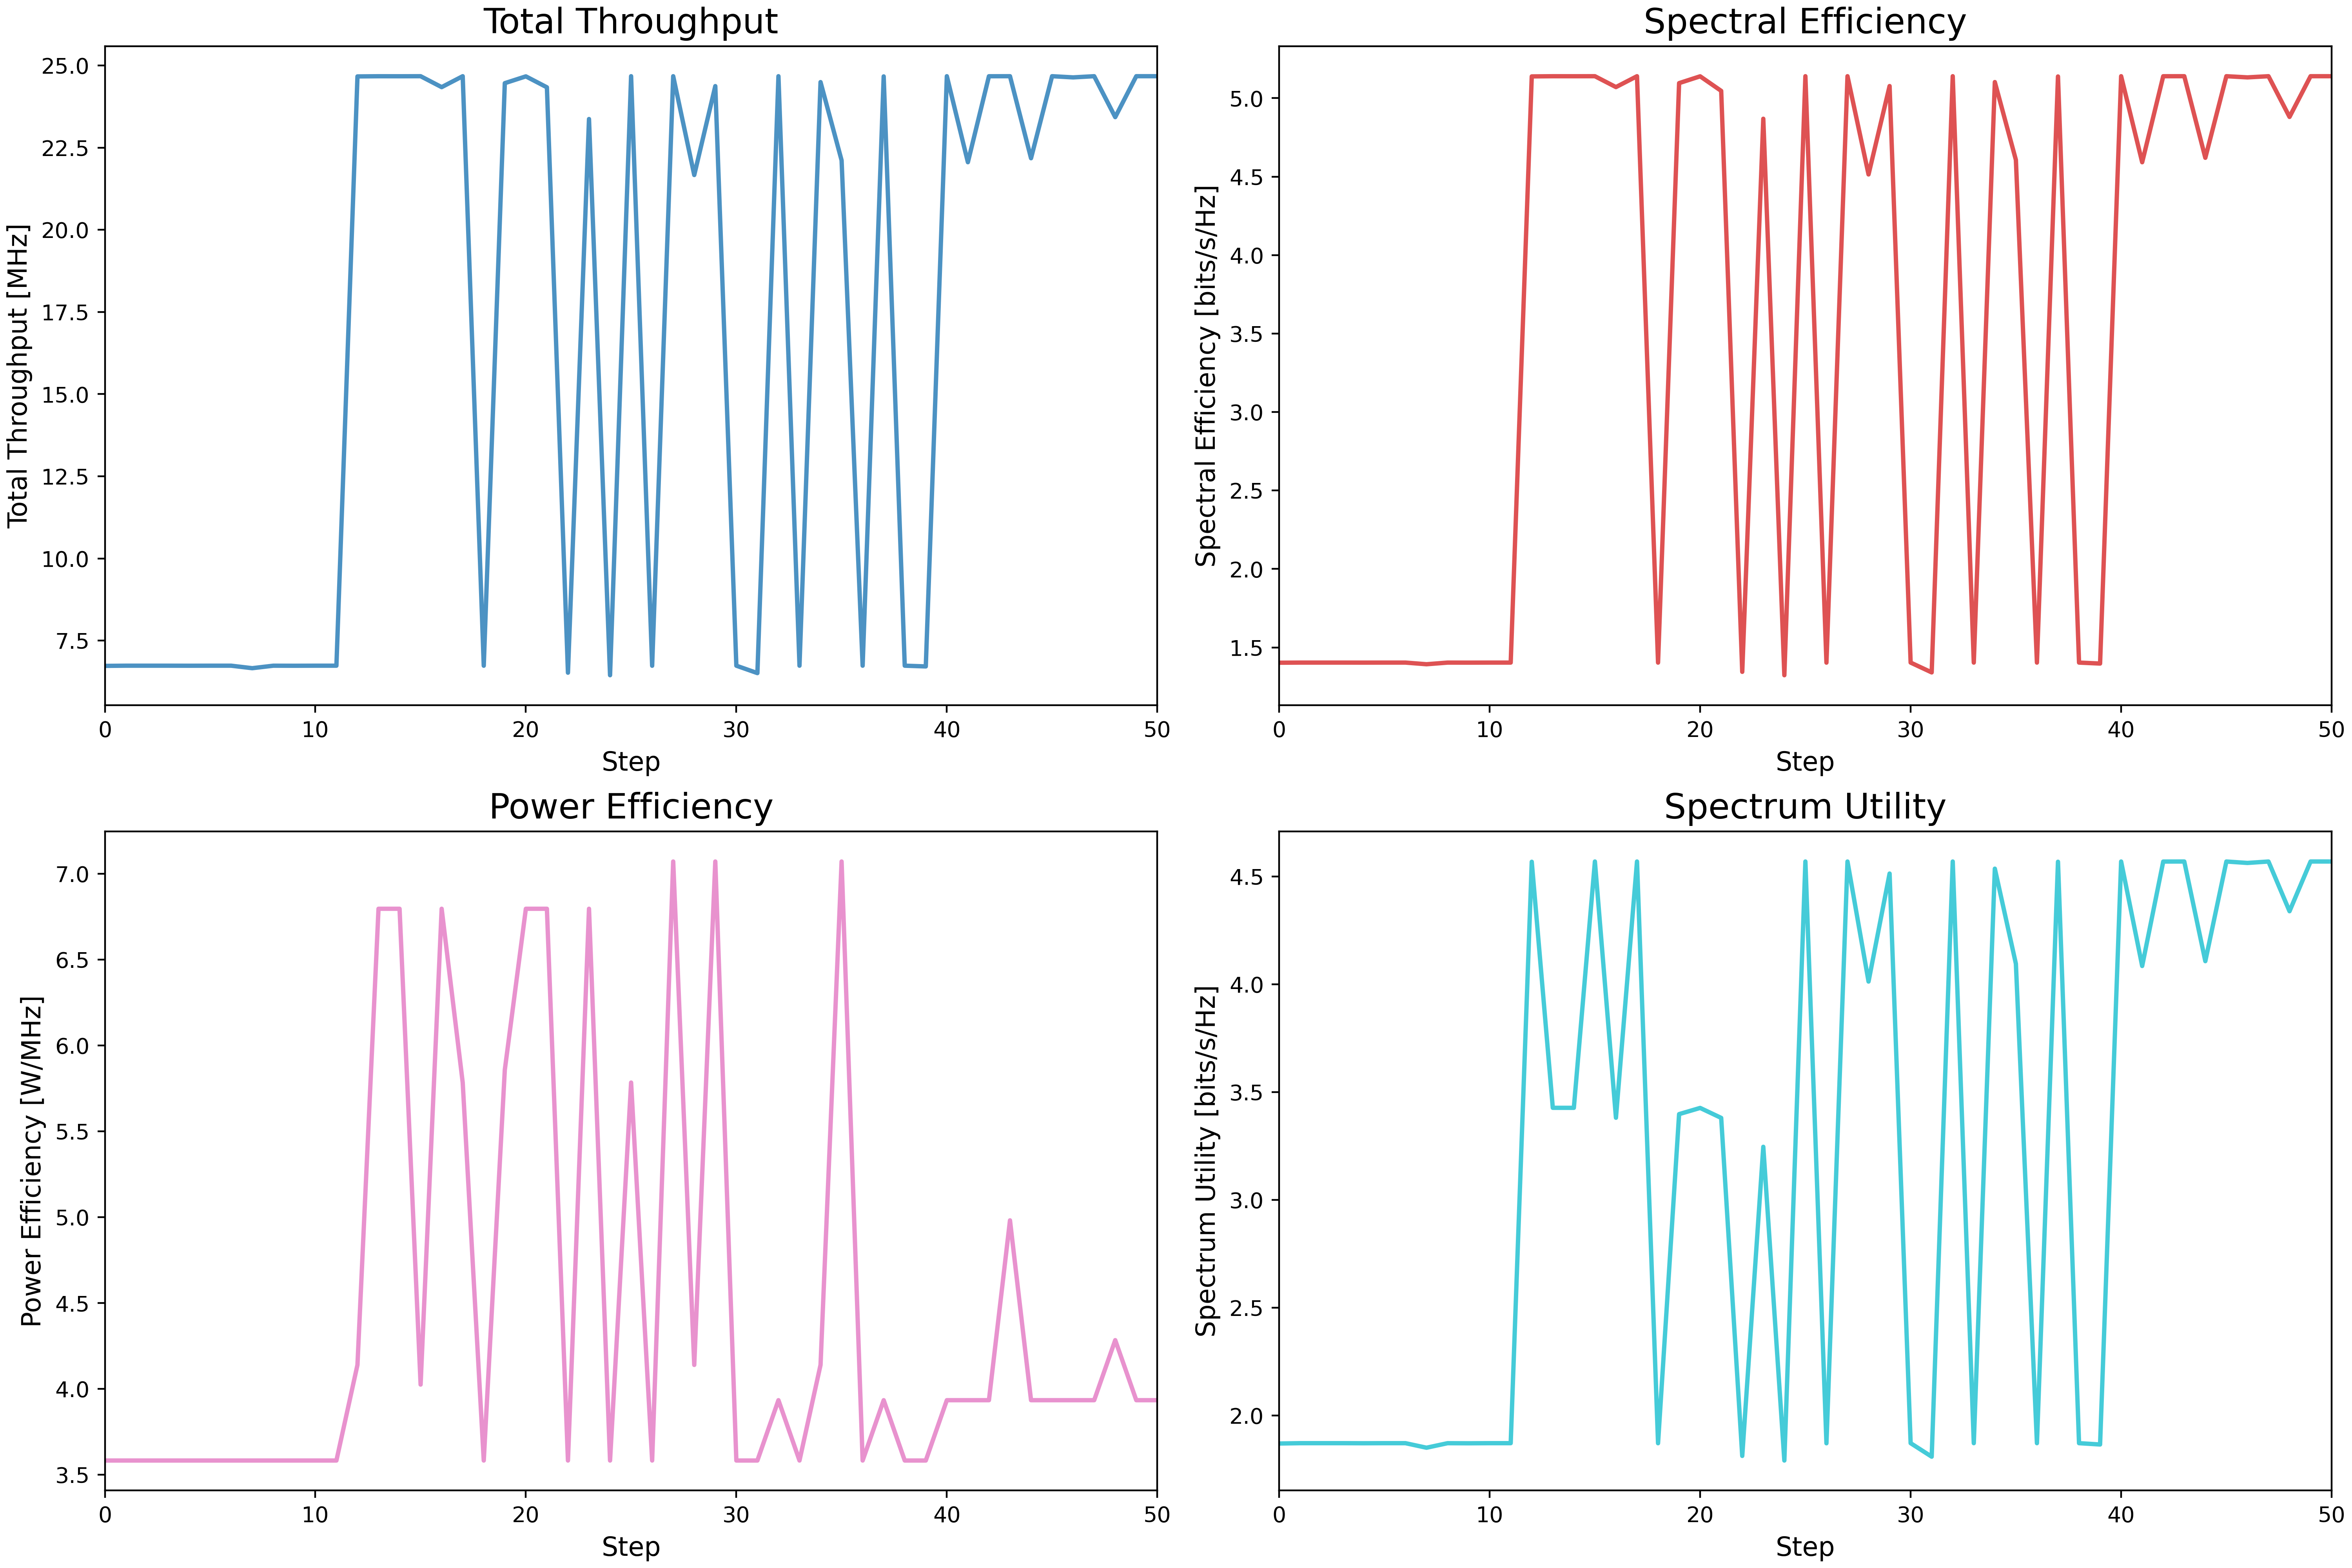 Total Throughput
Total Throughput [MHz]
25.0
22.5
20.0
17.5
15.0
12.5
10.0
7.5
0 10 20 30 40 50
Step
Spectral Efficiency
Spectral Efficiency [bits/s/Hz]
5.0
4.5
4.0
3.5
3.0
2.5
2.0
1.5
0 10 20 30 40 50
Step
Power Efficiency
Power Efficiency [W/MHz]
7.0
6.5
6.0
5.5
5.0
4.5
4.0
3.5
0 10 20 30 40 50
Step
Spectrum Utility
Spectrum Utility [bits/s/Hz]
4.5
4.0
3.5
3.0
2.5
2.0
0 10 20 30 40 50
Step